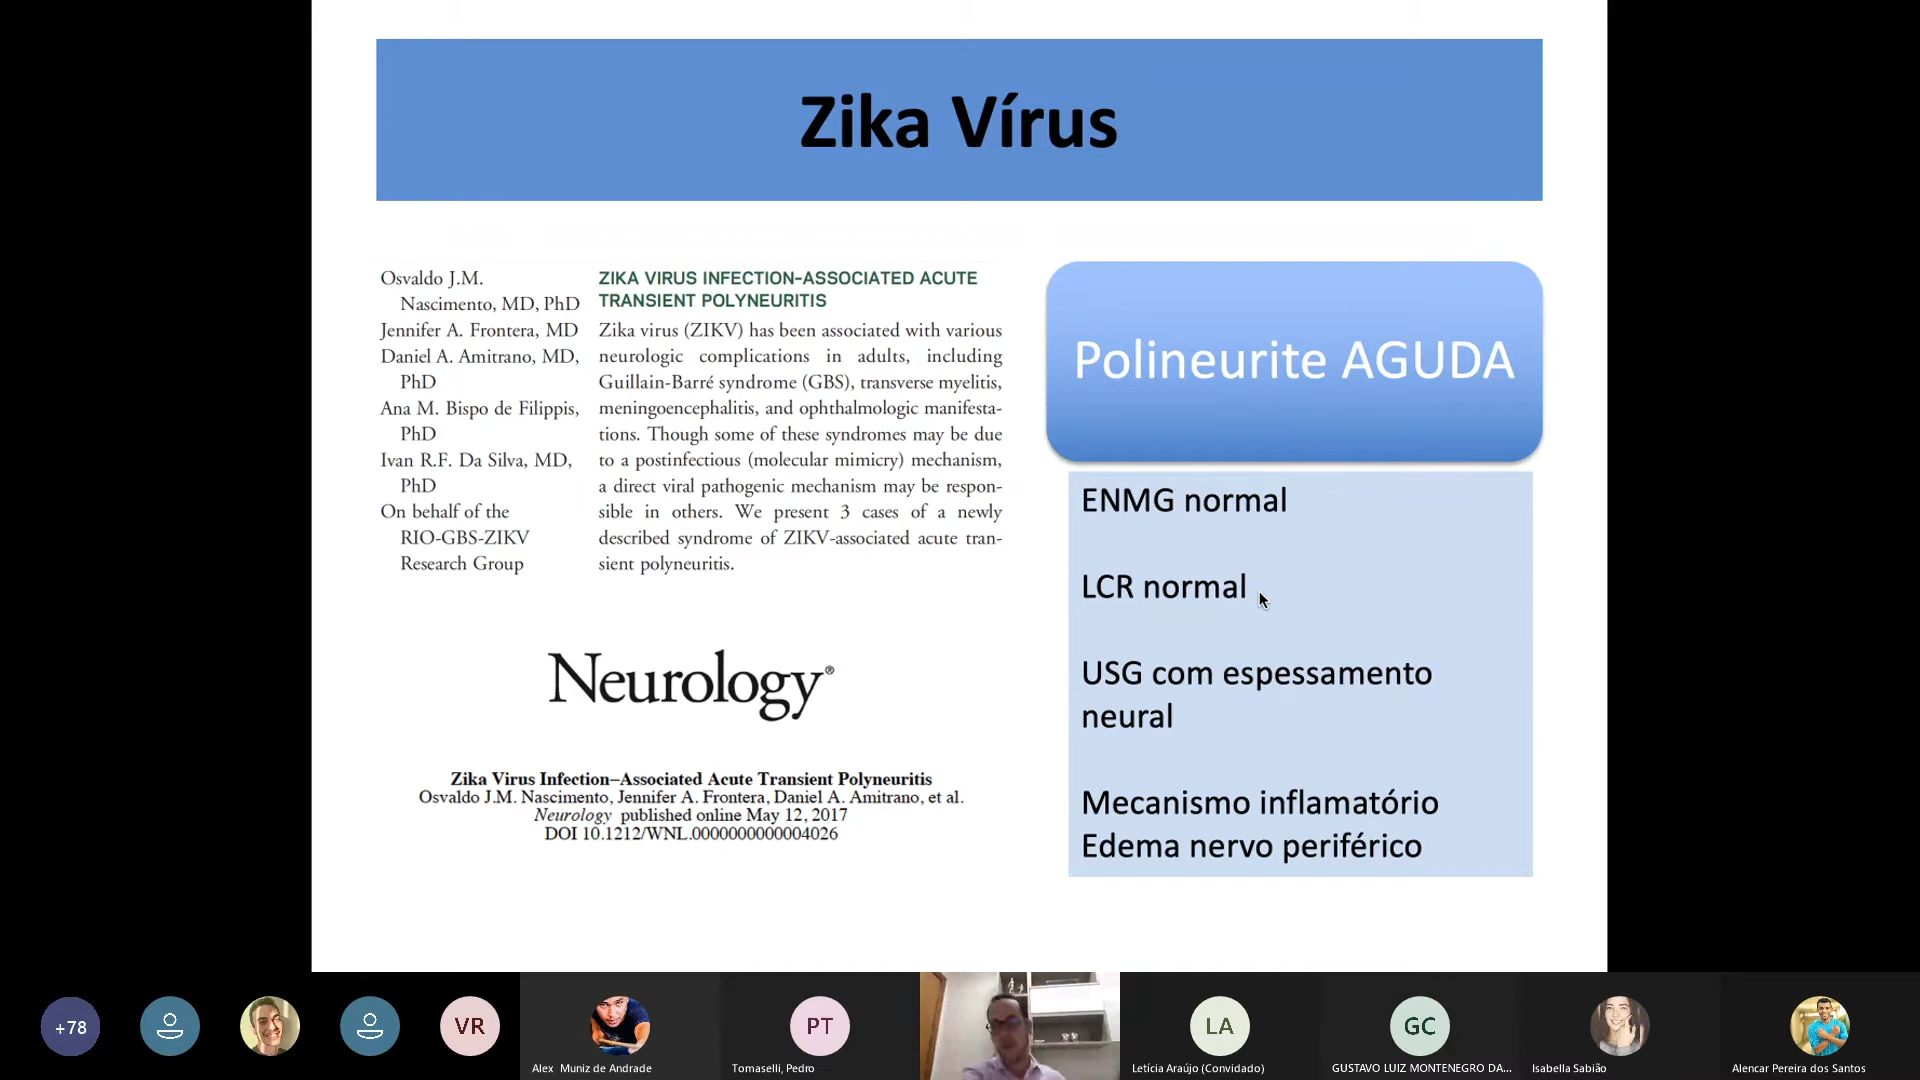 Zika Vírus
Osvaldo J.M.
Nascimento, MD, PhD
Jennifer A. Frontera, MD
Daniel A. Amitrano, MD,
PhD
Ana M. Bispo de Filippis,
PhD
Ivan R.F. Da Silva, MD,
PhD
On behalf of the
RIO-GBS-ZIKV
Research Group
ZIKA VIRUS INFECTION–ASSOCIATED ACUTE
TRANSIENT POLYNEURITIS
Zika virus (ZIKV) has been associated with various
neurologic complications in adults, including
Guillain-Barré syndrome (GBS), transverse myelitis,
meningoencephalitis, and ophthalmologic manifesta-
tions. Though some of these syndromes may be due
to a postinfectious (molecular mimicry) mechanism,
a direct viral pathogenic mechanism may be respon-
sible in others. We present 3 cases of a newly
described syndrome of ZIKV-associated acute tran-
sient polyneuritis.
Neurology®
Zika Virus Infection–Associated Acute Transient Polyneuritis
Osvaldo J.M. Nascimento, Jennifer A. Frontera, Daniel A. Amitrano, et al.
Neurology published online May 12, 2017
DOI 10.1212/WNL.0000000000004026
Polineurite AGUDA
ENMG normal
LCR normal
USG com espessamento
neural
Mecanismo inflamatório
Edema nervo periférico
+78
VR
Alex Muniz de Andrade
PT
Tomaselli, Pedro
LA
Letícia Araújo (Convidado)
GC
GUSTAVO LUIZ MONTENEGRO DA...
Isabella Sabião
Alencar Pereira dos Santos